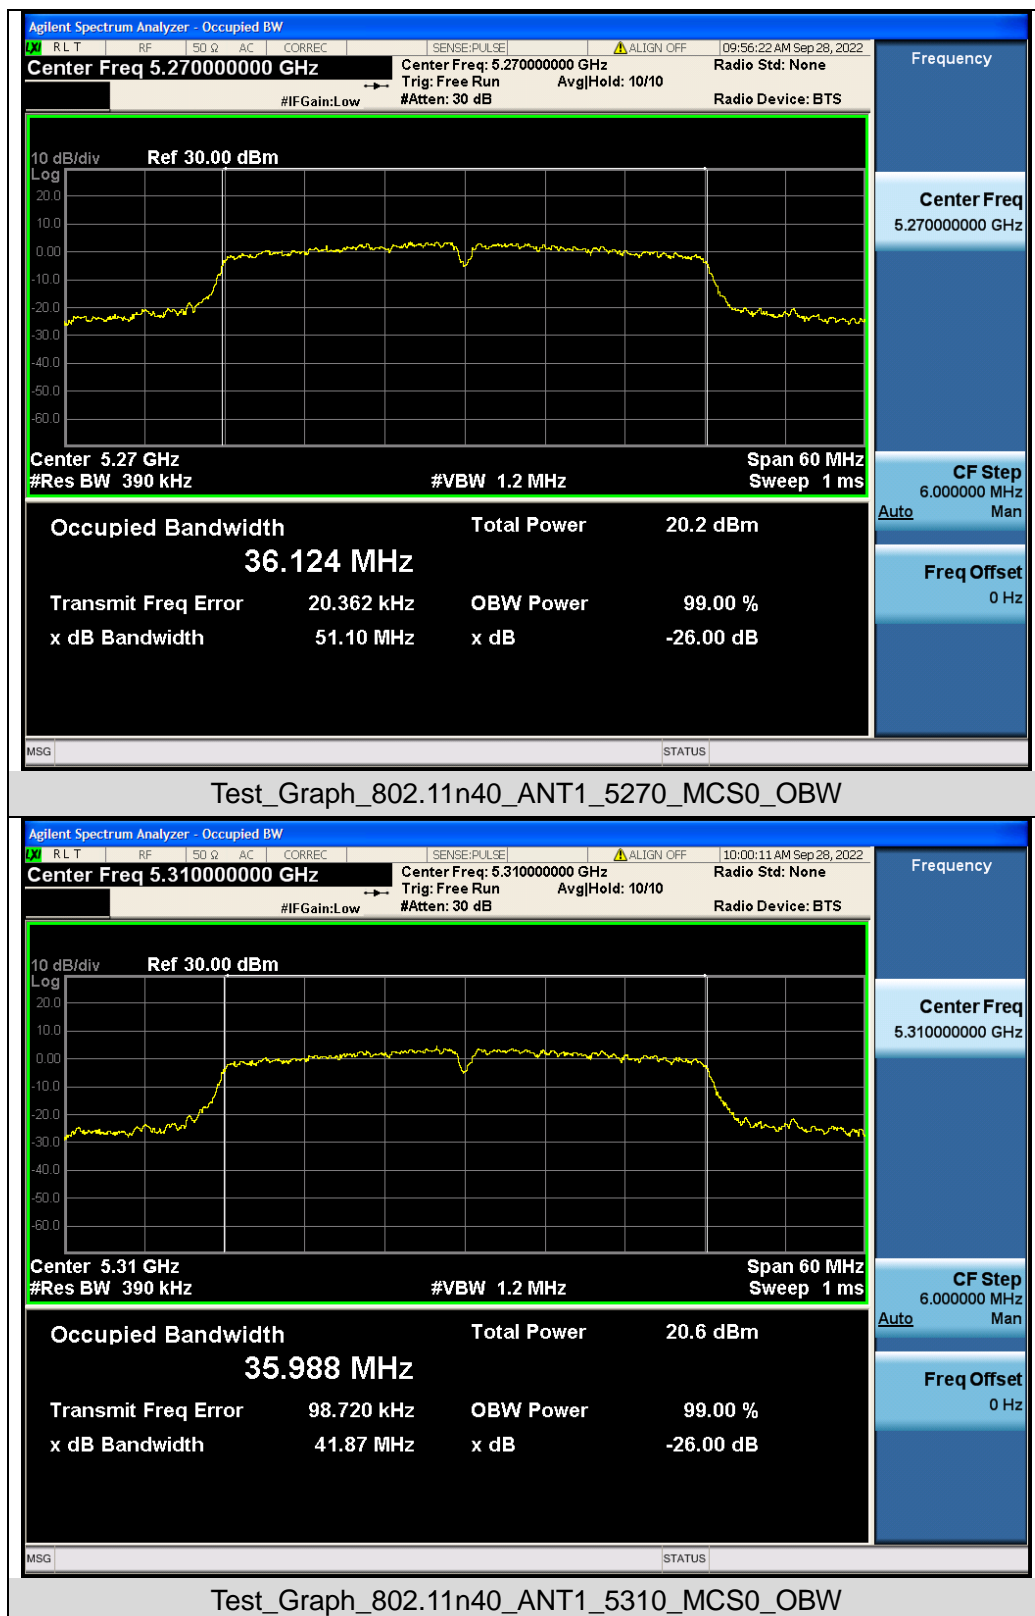 Agilent Spectrum Analyzer - Occupied BW
LXI RLT RF 50 Ω AC CORREC SENSE:PULSE ALIGN OFF 09:56:22 AM Sep 28, 2022
Center Freq 5.270000000 GHz Center Freq: 5.270000000 GHz Radio Std: None Frequency
Trig: Free Run Avg|Hold: 10/10
#IFGain:Low #Atten: 30 dB Radio Device: BTS
10 dB/div Ref 30.00 dBm
Log
20.0
10.0
0.00
-10.0
-20.0
-30.0
-40.0
-50.0
-60.0
Center Freq
5.270000000 GHz
Center 5.27 GHz Span 60 MHz
#Res BW 390 kHz #VBW 1.2 MHz Sweep 1 ms
CF Step
6.000000 MHz
Auto Man
Occupied Bandwidth Total Power 20.2 dBm
36.124 MHz
Freq Offset
0 Hz
Transmit Freq Error 20.362 kHz OBW Power 99.00 %
x dB Bandwidth 51.10 MHz x dB -26.00 dB
MSG STATUS
Test_Graph_802.11n40_ANT1_5270_MCS0_OBW
Agilent Spectrum Analyzer - Occupied BW
LXI RLT RF 50 Ω AC CORREC SENSE:PULSE ALIGN OFF 10:00:11 AM Sep 28, 2022
Center Freq 5.310000000 GHz Center Freq: 5.310000000 GHz Radio Std: None Frequency
Trig: Free Run Avg|Hold: 10/10
#IFGain:Low #Atten: 30 dB Radio Device: BTS
10 dB/div Ref 30.00 dBm
Log
20.0
10.0
0.00
-10.0
-20.0
-30.0
-40.0
-50.0
-60.0
Center Freq
5.310000000 GHz
Center 5.31 GHz Span 60 MHz
#Res BW 390 kHz #VBW 1.2 MHz Sweep 1 ms
CF Step
6.000000 MHz
Auto Man
Occupied Bandwidth Total Power 20.6 dBm
35.988 MHz
Freq Offset
0 Hz
Transmit Freq Error 98.720 kHz OBW Power 99.00 %
x dB Bandwidth 41.87 MHz x dB -26.00 dB
MSG STATUS
Test_Graph_802.11n40_ANT1_5310_MCS0_OBW